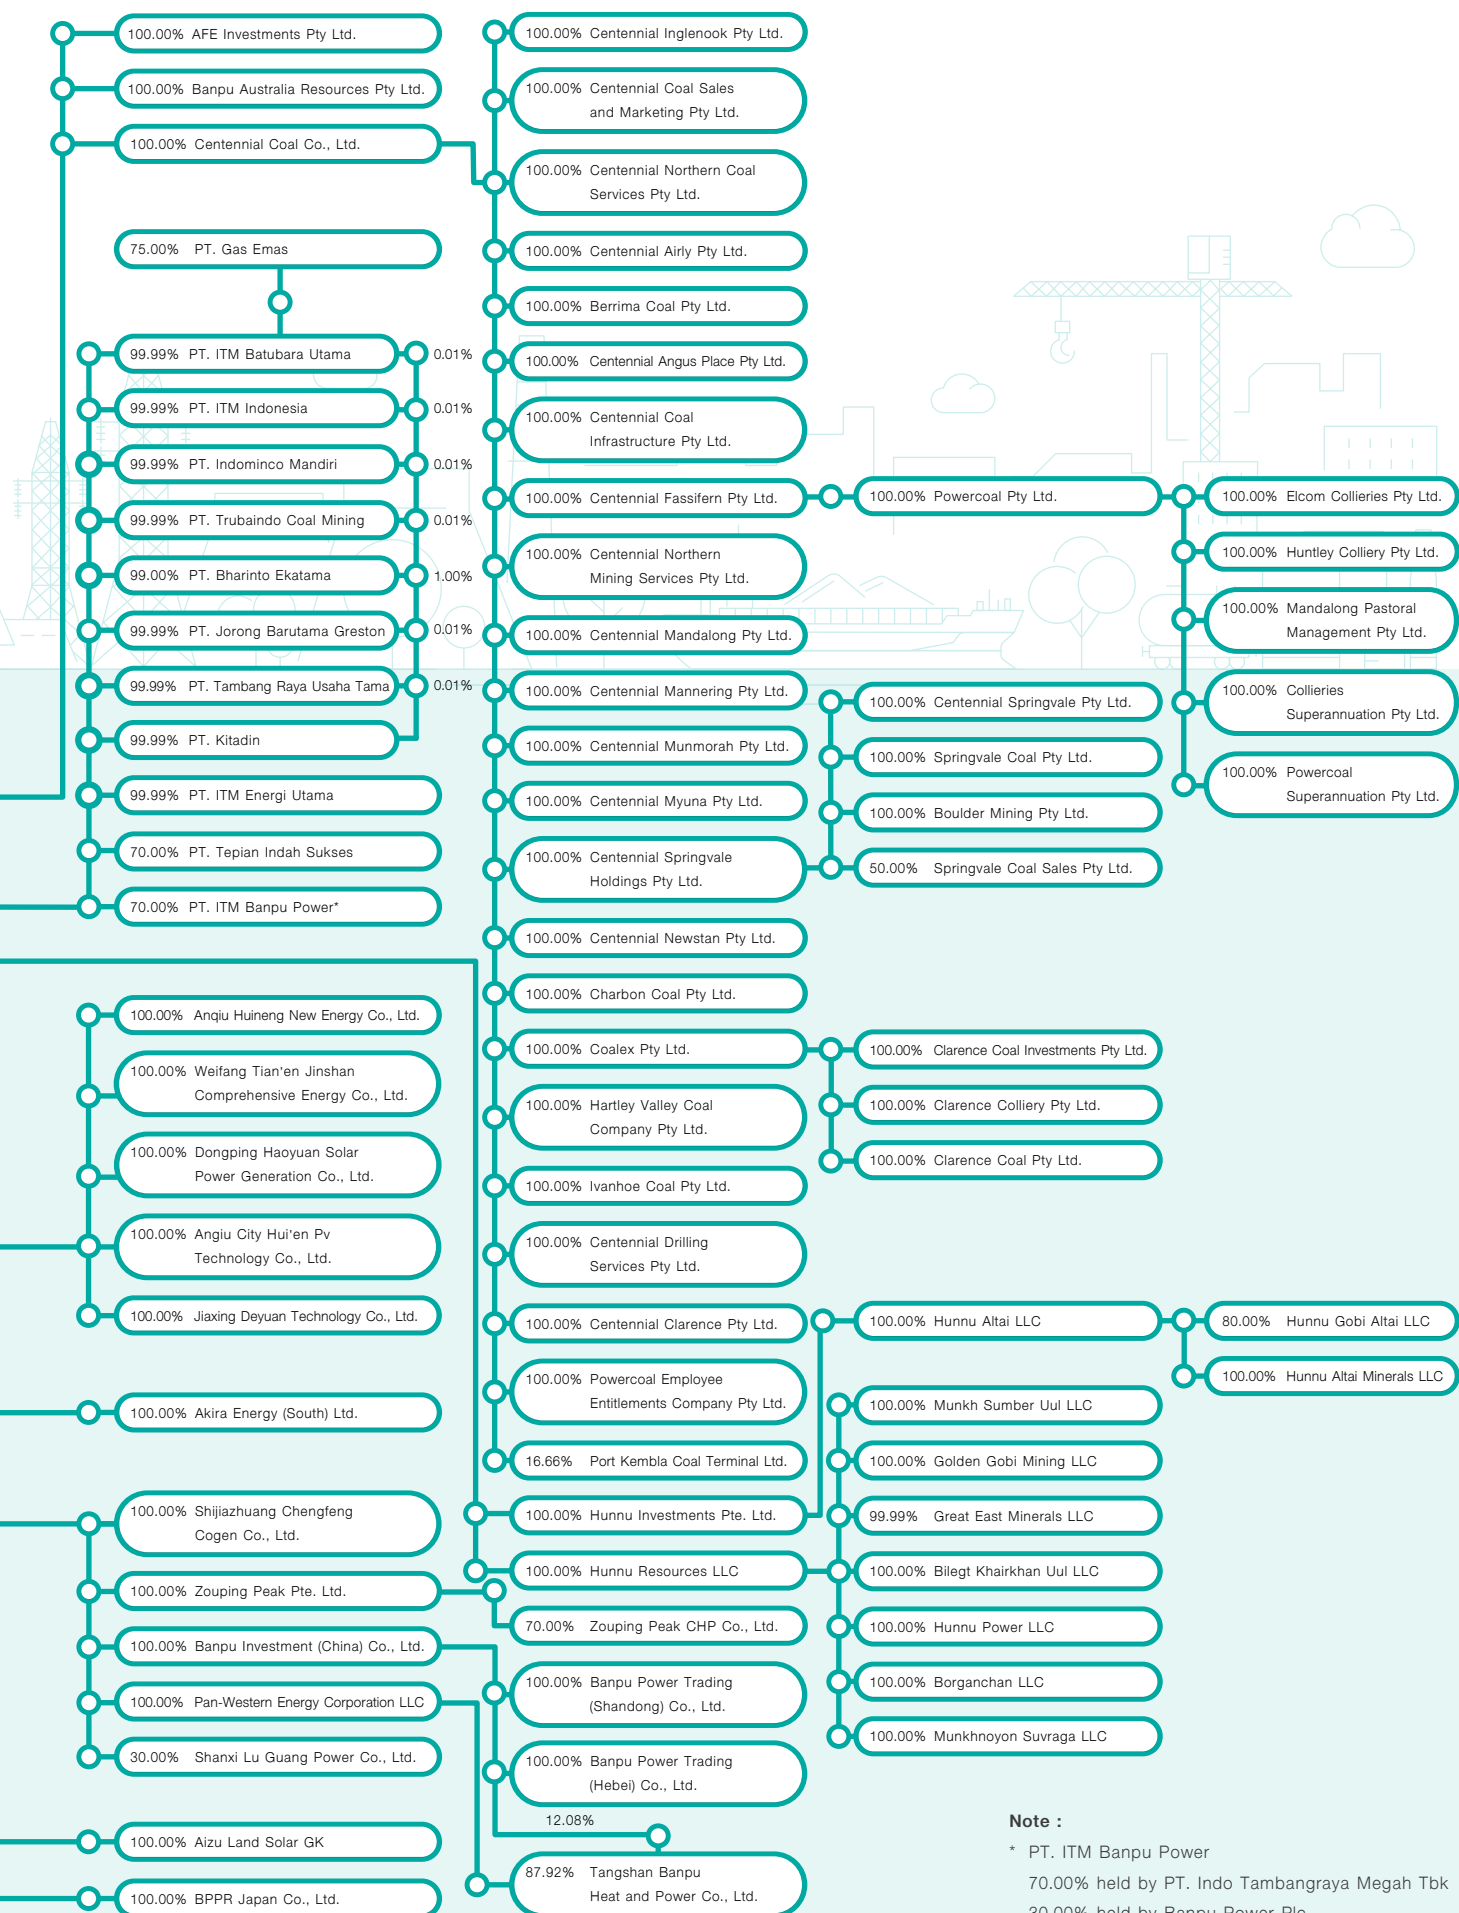 100.00% AFE Investments Pty Ltd.
100.00% Banpu Australia Resources Pty Ltd.
100.00% Centennial Coal Co., Ltd.
75.00% PT. Gas Emas
99.99% PT. ITM Batubara Utama
0.01%
99.99% PT. ITM Indonesia
0.01%
99.99% PT. Indominco Mandiri
0.01%
99.99% PT. Trubaindo Coal Mining
0.01%
99.00% PT. Bharinto Ekatama
1.00%
99.99% PT. Jorong Barutama Greston
0.01%
99.99% PT. Tambang Raya Usaha Tama
0.01%
99.99% PT. Kitadin
99.99% PT. ITM Energi Utama
70.00% PT. Tepian Indah Sukses
70.00% PT. ITM Banpu Power*
100.00% Anqiu Huineng New Energy Co., Ltd.
100.00% Weifang Tian'en Jinshan
Comprehensive Energy Co., Ltd.
100.00% Dongping Haoyuan Solar
Power Generation Co., Ltd.
100.00% Angiu City Hui'en Pv
Technology Co., Ltd.
100.00% Jiaxing Deyuan Technology Co., Ltd.
100.00% Akira Energy (South) Ltd.
100.00% Shijiazhuang Chengfeng
Cogen Co., Ltd.
100.00% Zouping Peak Pte. Ltd.
100.00% Banpu Investment (China) Co., Ltd.
100.00% Pan-Western Energy Corporation LLC
30.00% Shanxi Lu Guang Power Co., Ltd.
100.00% Aizu Land Solar GK
100.00% BPPR Japan Co., Ltd.
100.00% Centennial Inglenook Pty Ltd.
100.00% Centennial Coal Sales
and Marketing Pty Ltd.
100.00% Centennial Northern Coal
Services Pty Ltd.
100.00% Centennial Airly Pty Ltd.
100.00% Berrima Coal Pty Ltd.
100.00% Centennial Angus Place Pty Ltd.
100.00% Centennial Coal
Infrastructure Pty Ltd.
100.00% Centennial Fassifern Pty Ltd.
100.00% Centennial Northern
Mining Services Pty Ltd.
100.00% Centennial Mandalong Pty Ltd.
100.00% Centennial Mannering Pty Ltd.
100.00% Centennial Munmorah Pty Ltd.
100.00% Centennial Myuna Pty Ltd.
100.00% Centennial Springvale
Holdings Pty Ltd.
100.00% Centennial Newstan Pty Ltd.
100.00% Charbon Coal Pty Ltd.
100.00% Coalex Pty Ltd.
100.00% Hartley Valley Coal
Company Pty Ltd.
100.00% Ivanhoe Coal Pty Ltd.
100.00% Centennial Drilling
Services Pty Ltd.
100.00% Centennial Clarence Pty Ltd.
100.00% Powercoal Employee
Entitlements Company Pty Ltd.
16.66% Port Kembla Coal Terminal Ltd.
100.00% Hunnu Investments Pte. Ltd.
100.00% Hunnu Resources LLC
70.00% Zouping Peak CHP Co., Ltd.
100.00% Banpu Power Trading
(Shandong) Co., Ltd.
100.00% Banpu Power Trading
(Hebei) Co., Ltd.
12.08%
87.92% Tangshan Banpu
Heat and Power Co., Ltd.
100.00% Powercoal Pty Ltd.
100.00% Centennial Springvale Pty Ltd.
100.00% Springvale Coal Pty Ltd.
100.00% Boulder Mining Pty Ltd.
50.00% Springvale Coal Sales Pty Ltd.
100.00% Clarence Coal Investments Pty Ltd.
100.00% Clarence Colliery Pty Ltd.
100.00% Clarence Coal Pty Ltd.
100.00% Hunnu Altai LLC
100.00% Munkh Sumber Uul LLC
100.00% Golden Gobi Mining LLC
99.99% Great East Minerals LLC
100.00% Bilegt Khairkhan Uul LLC
100.00% Hunnu Power LLC
100.00% Borganchan LLC
100.00% Munkhnoyon Suvraga LLC
100.00% Elcom Collieries Pty Ltd.
100.00% Huntley Colliery Pty Ltd.
100.00% Mandalong Pastoral
Management Pty Ltd.
100.00% Collieries
Superannuation Pty Ltd.
100.00% Powercoal
Superannuation Pty Ltd.
80.00% Hunnu Gobi Altai LLC
100.00% Hunnu Altai Minerals LLC
Note :
* PT. ITM Banpu Power
70.00% held by PT. Indo Tambangraya Megah Tbk
30.00% held by Banpu Power Plc